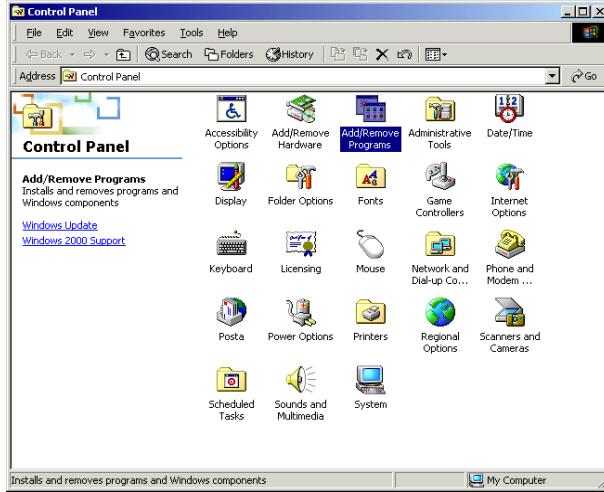 Control Panel
File Edit View Favorites Tools Help
Back Search Folders History
Address Control Panel Go
Control Panel
Add/Remove Programs
Installs and removes programs and
Windows components
Windows Update
Windows 2000 Support
Accessibility
Options
Add/Remove
Hardware
Add/Remove
Programs
Administrative
Tools
Date/Time
Display
Folder Options
Fonts
Game
Controllers
Internet
Options
Keyboard
Licensing
Mouse
Network and
Dial-up Co...
Phone and
Modem ...
Posta
Power Options
Printers
Regional
Options
Scanners and
Cameras
Scheduled
Tasks
Sounds and
Multimedia
System
Installs and removes programs and Windows components
My Computer